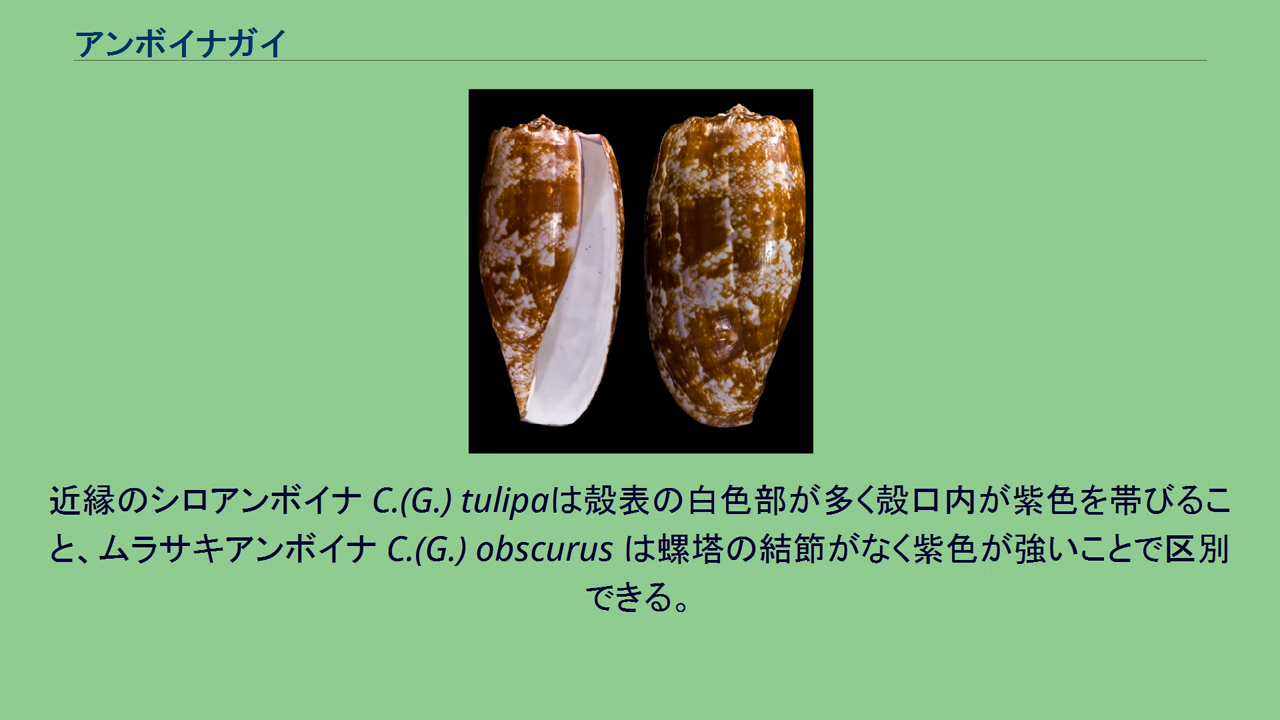 アンボイナガイ
近縁のシロアンボイナ C.(G.) tulipaは殻表の白色部が多く殻口内が紫色を帯びるこ
と、ムラサキアンボイナ C.(G.) obscurus は螺塔の結節がなく紫色が強いことで区別
できる。